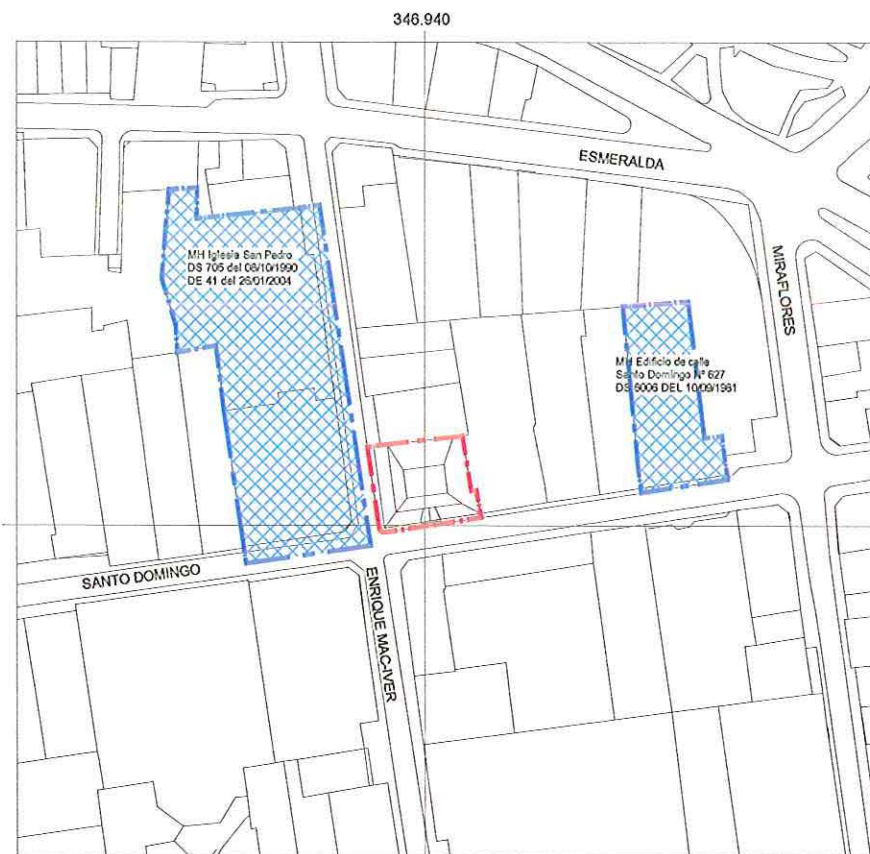 346.940
ESMERALDA
MIRAFLORES
MH Iglesia San Pedro
DS 705 del 08/10/1990
DE 41 del 26/01/2004
MH Edificio de calle
Santo Domingo N° 627
DS 6006 DEL 10/09/1981
SANTO DOMINGO
ENRIQUE MAC-IVER